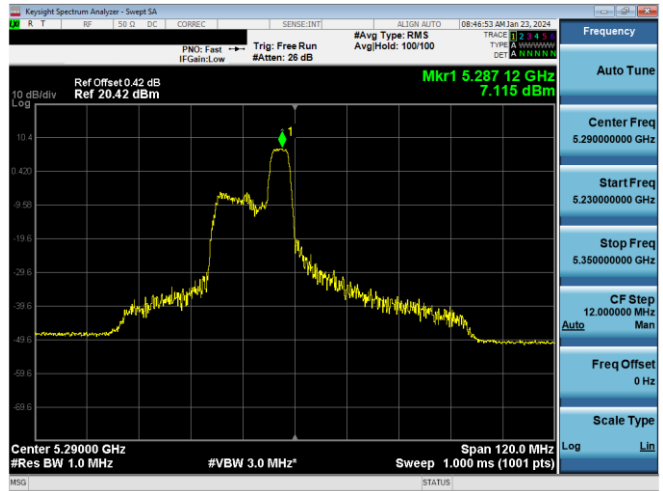 Keysight Spectrum Analyzer - Swept SA
R T RF 50 Ω DC CORREC SENSE:INT ALIGN AUTO 08:46:53 AM Jan 23, 2024
PNO: Fast
IFGain:Low
Trig: Free Run
#Atten: 26 dB
#Avg Type: RMS
Avg|Hold: 100/100
TRACE 1 2 3 4 5 6
TYPE A WWWWW
DET A N N N N N
Ref Offset 0.42 dB
10 dB/div Ref 20.42 dBm
Log
Mkr1 5.287 12 GHz
7.115 dBm
1
10.4
0.420
-9.58
-19.6
-29.6
-39.6
-49.6
-59.6
-69.6
Center 5.29000 GHz Span 120.0 MHz
#Res BW 1.0 MHz #VBW 3.0 MHz* Sweep 1.000 ms (1001 pts)
MSG STATUS
Frequency
Auto Tune
Center Freq
5.290000000 GHz
Start Freq
5.230000000 GHz
Stop Freq
5.350000000 GHz
CF Step
12.000000 MHz
Auto Man
Freq Offset
0 Hz
Scale Type
Log Lin